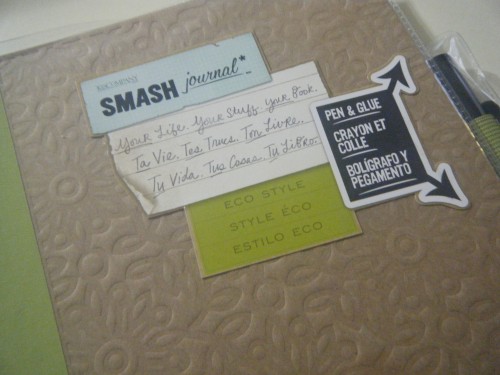 K&COMPANY
SMASH journal*
Your Life. Your Stuff. Your Book.
Ta Vie. Tes Trucs. Ton Livre.
Tu Vida. Tus Cosas. Tu Libro.
ECO STYLE
STYLE ÉCO
ESTILO ECO
PEN & GLUE
CRAYON ET
COLLE
BOLÍGRAFO Y
PEGAMENTO